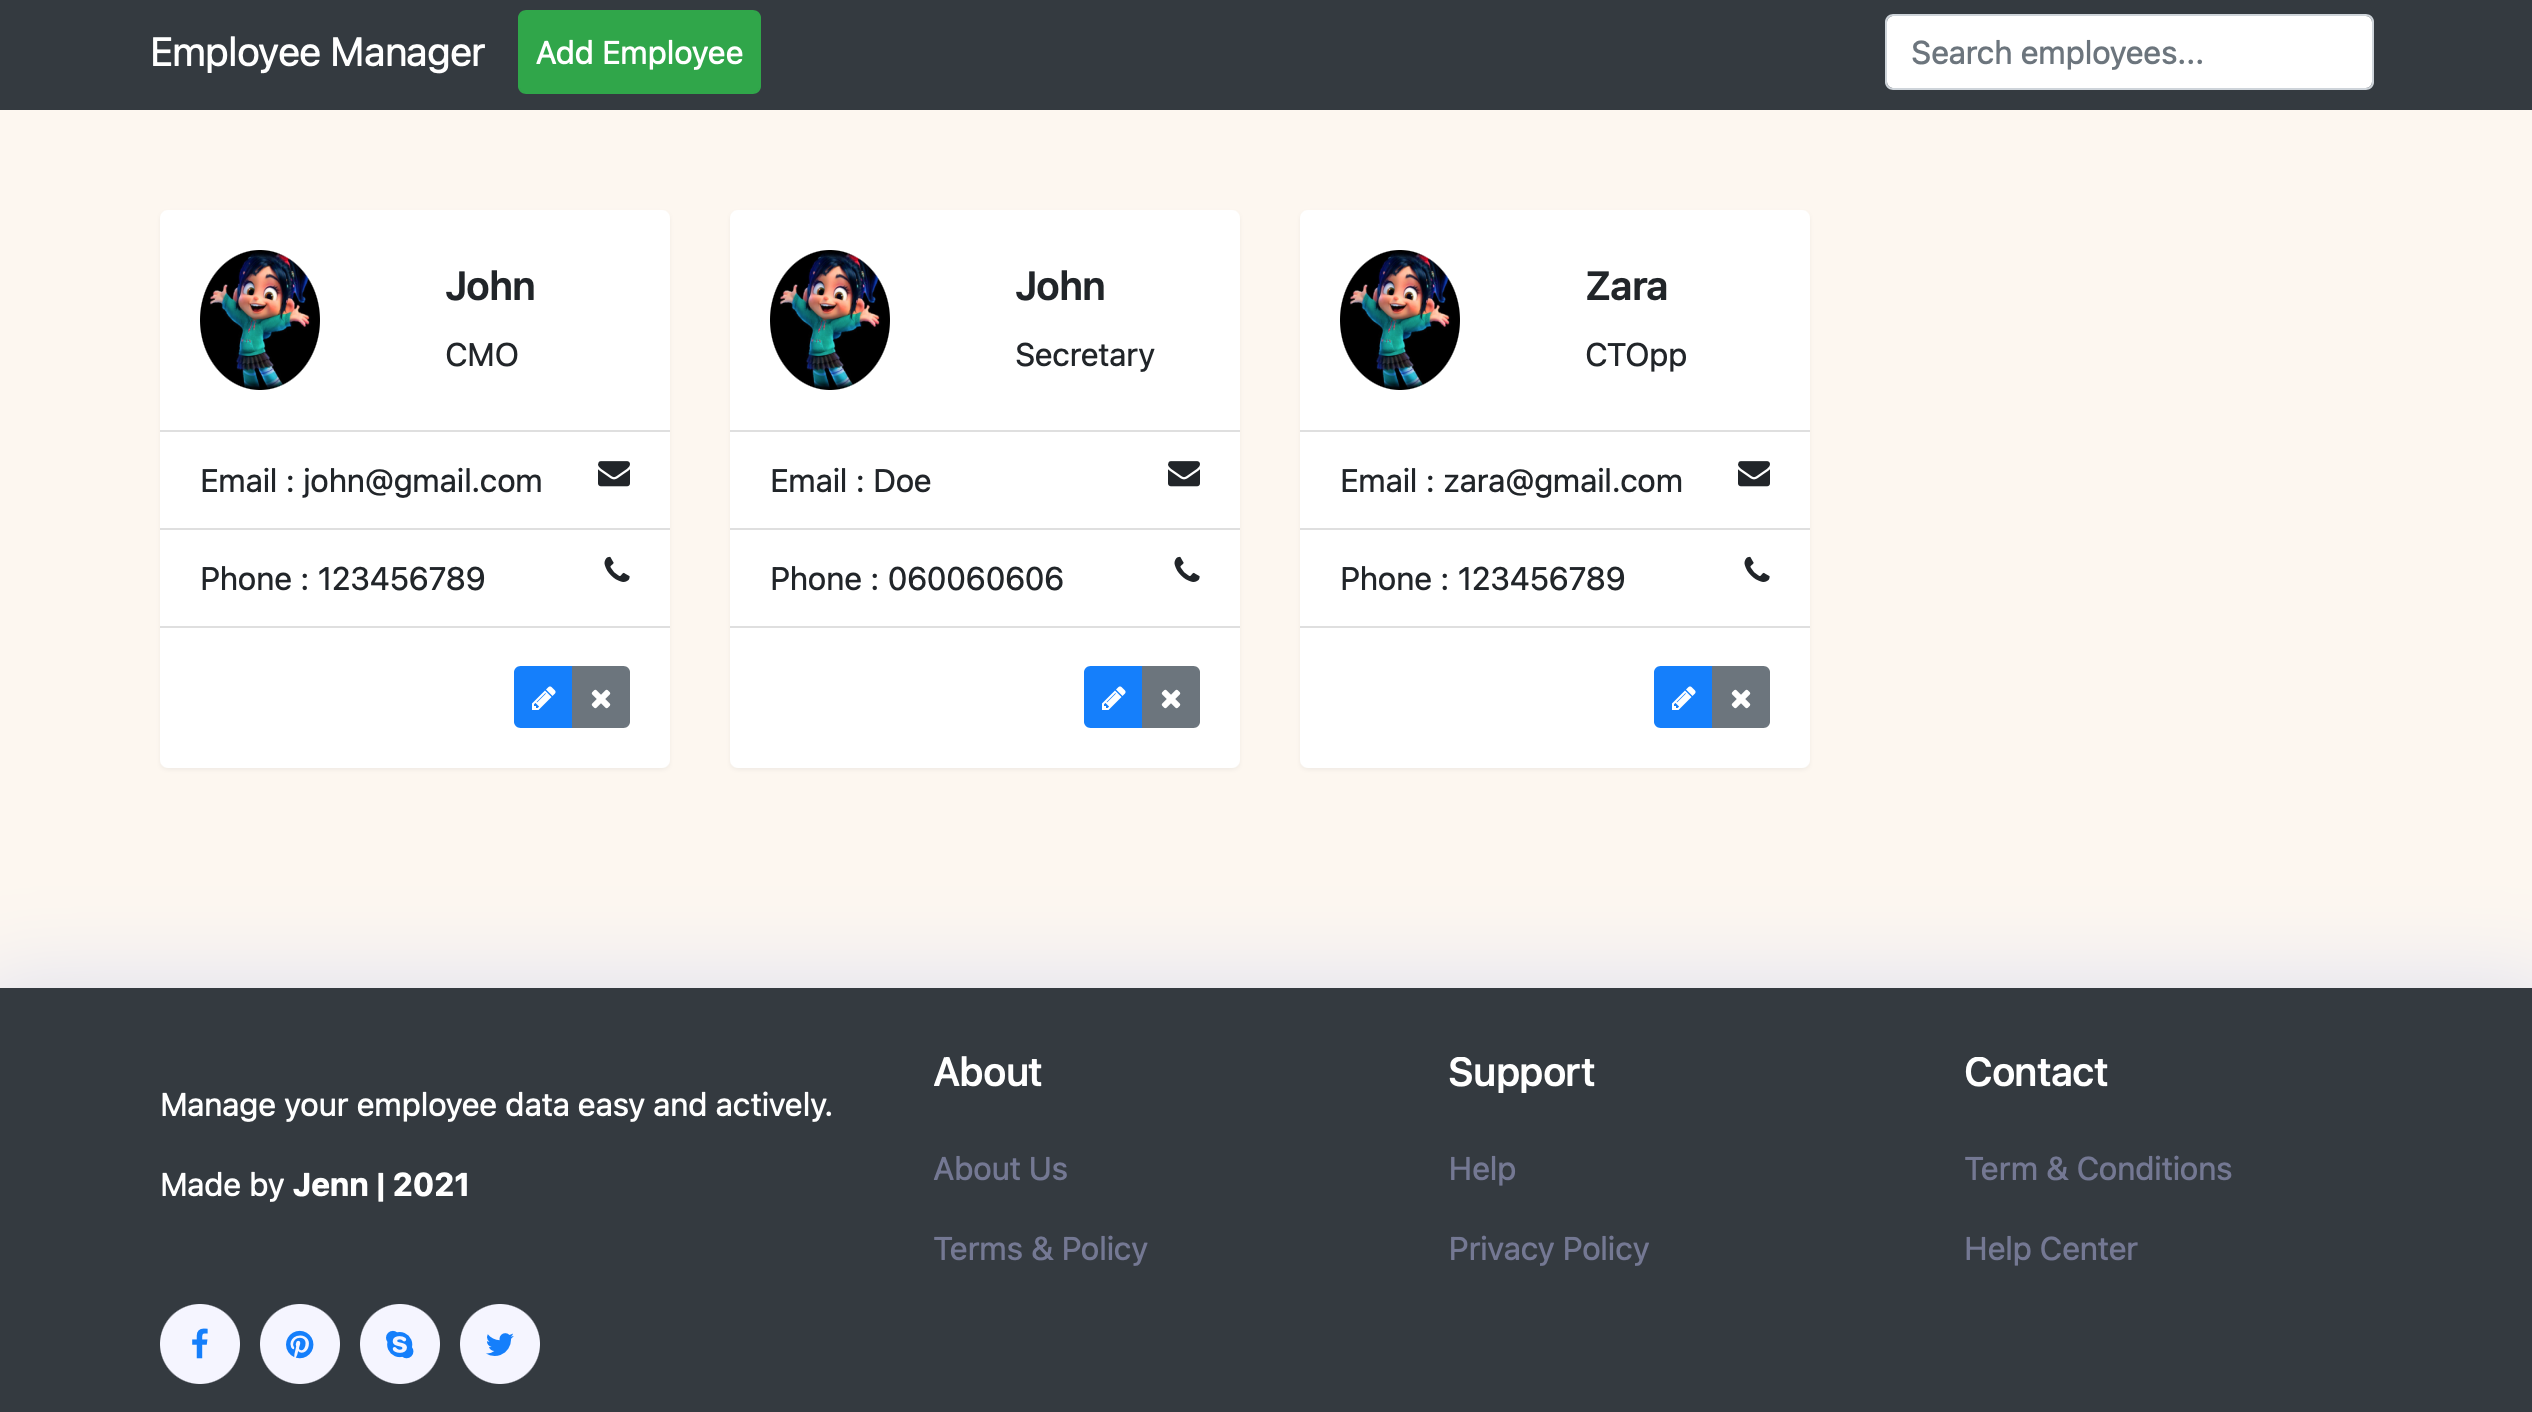 Employee Manager
Add Employee
Search employees...
John
CMO
Email : john@gmail.com
Phone : 123456789
John
Secretary
Email : Doe
Phone : 060060606
Zara
CTOpp
Email : zara@gmail.com
Phone : 123456789
Manage your employee data easy and actively.
Made by Jenn | 2021
About
About Us
Terms & Policy
Support
Help
Privacy Policy
Contact
Term & Conditions
Help Center